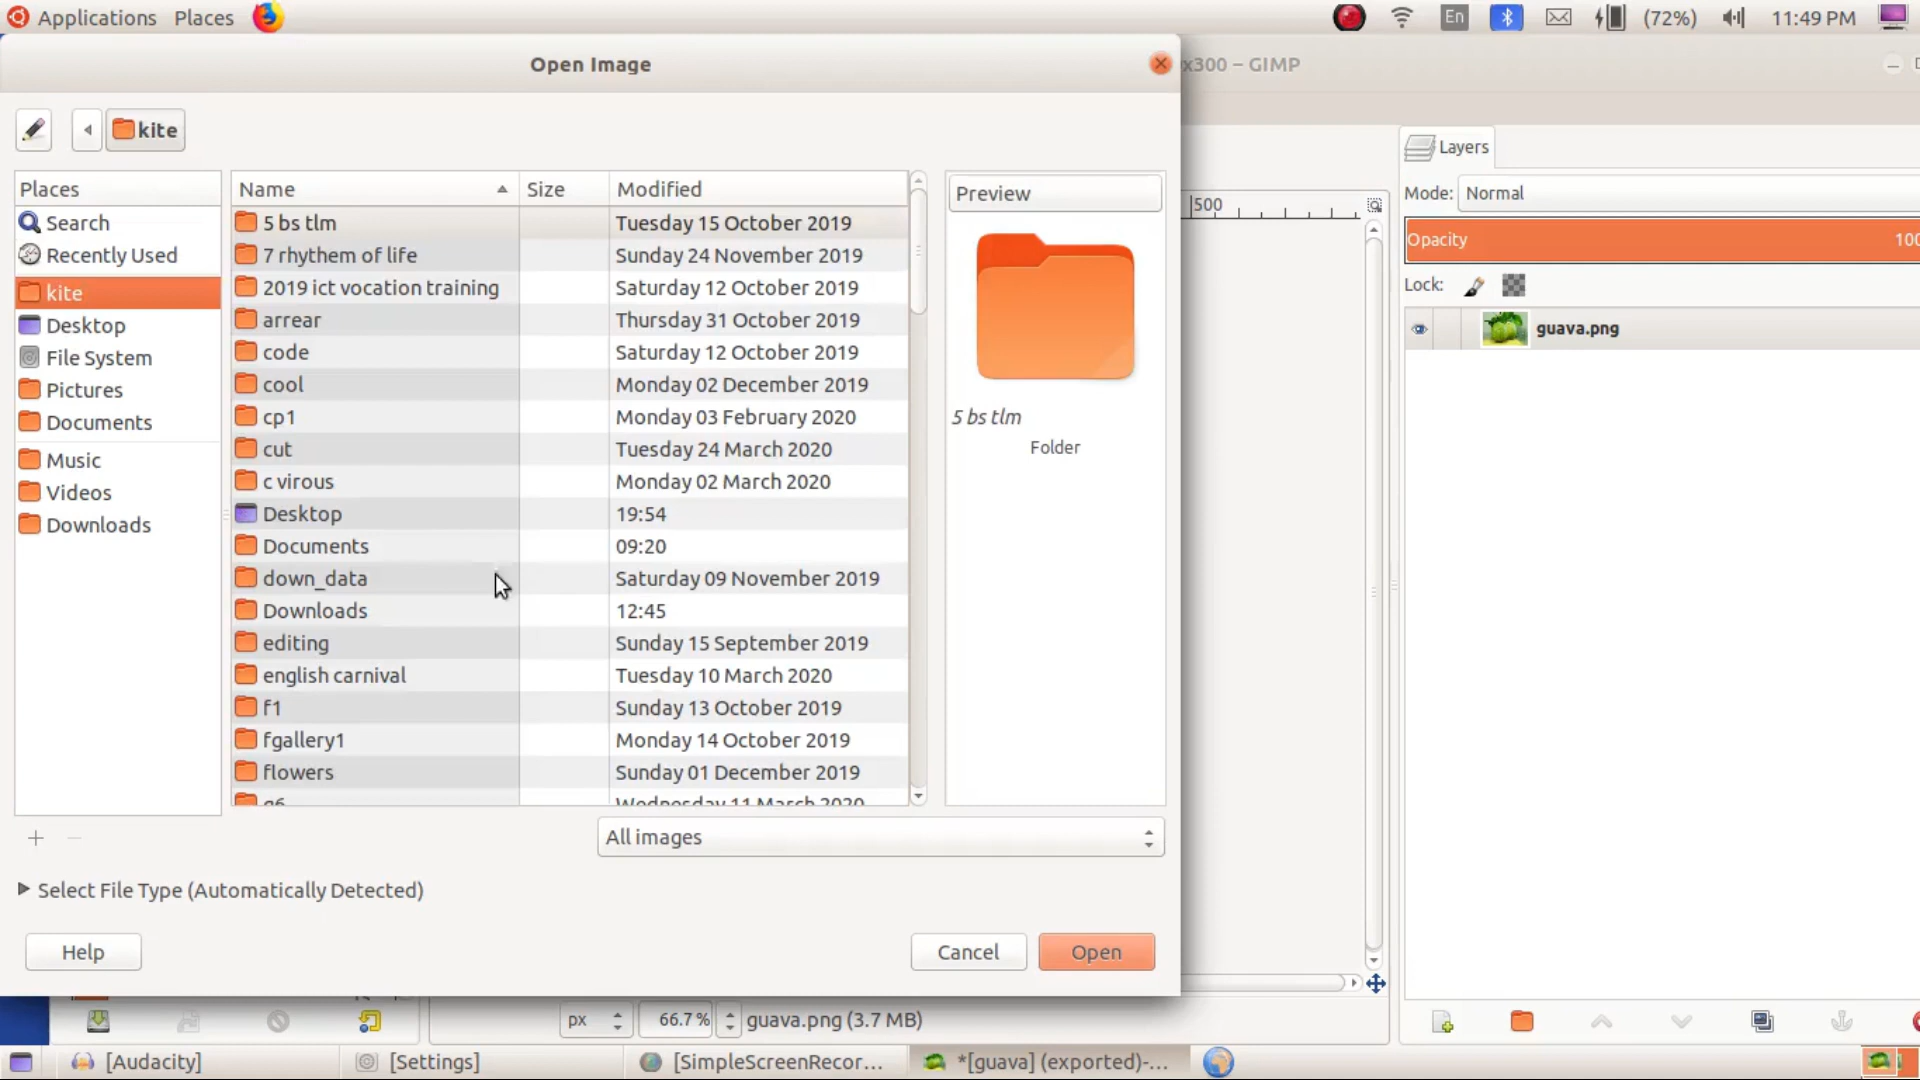 Applications Places En (72%) 11:49 PM
Open Image
x300 – GIMP
kite
Places
Search
Recently Used
kite
Desktop
File System
Pictures
Documents
Music
Videos
Downloads
Name Size Modified
5 bs tlm Tuesday 15 October 2019
7 rhythem of life Sunday 24 November 2019
2019 ict vocation training Saturday 12 October 2019
arrear Thursday 31 October 2019
code Saturday 12 October 2019
cool Monday 02 December 2019
cp1 Monday 03 February 2020
cut Tuesday 24 March 2020
c virous Monday 02 March 2020
Desktop 19:54
Documents 09:20
down_data Saturday 09 November 2019
Downloads 12:45
editing Sunday 15 September 2019
english carnival Tuesday 10 March 2020
f1 Sunday 13 October 2019
fgallery1 Monday 14 October 2019
flowers Sunday 01 December 2019
Wednesday 11 March 2020
Preview
5 bs tlm
Folder
500
Layers
Mode: Normal
Opacity 100
Lock:
guava.png
All images
Select File Type (Automatically Detected)
Help Cancel Open
px 66.7 % guava.png (3.7 MB)
[Audacity] [Settings] [SimpleScreenRecor... *[guava] (exported)-...